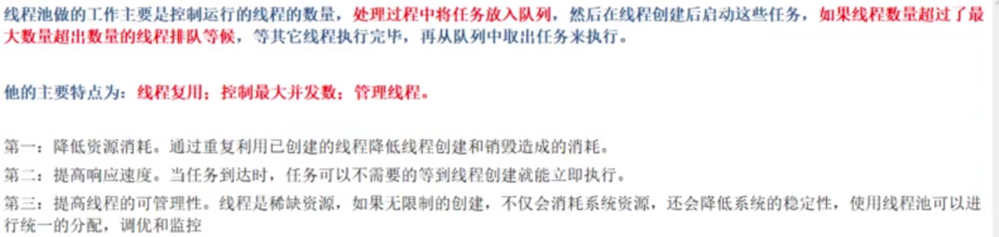 线程池做的工作主要是控制运行的线程的数量，处理过程中将任务放入队列，然后在线程创建后启动这些任务，如果线程数量超过了最
大数量超出数量的线程排队等候，等其它线程执行完毕，再从队列中取出任务来执行。
他的主要特点为：线程复用；控制最大并发数；管理线程。
第一：降低资源消耗。通过重复利用已创建的线程降低线程创建和销毁造成的消耗。
第二：提高响应速度。当任务到达时，任务可以不需要的等到线程创建就能立即执行。
第三：提高线程的可管理性。线程是稀缺资源，如果无限制的创建，不仅会消耗系统资源，还会降低系统的稳定性，使用线程池可以进
行统一的分配，调优和监控